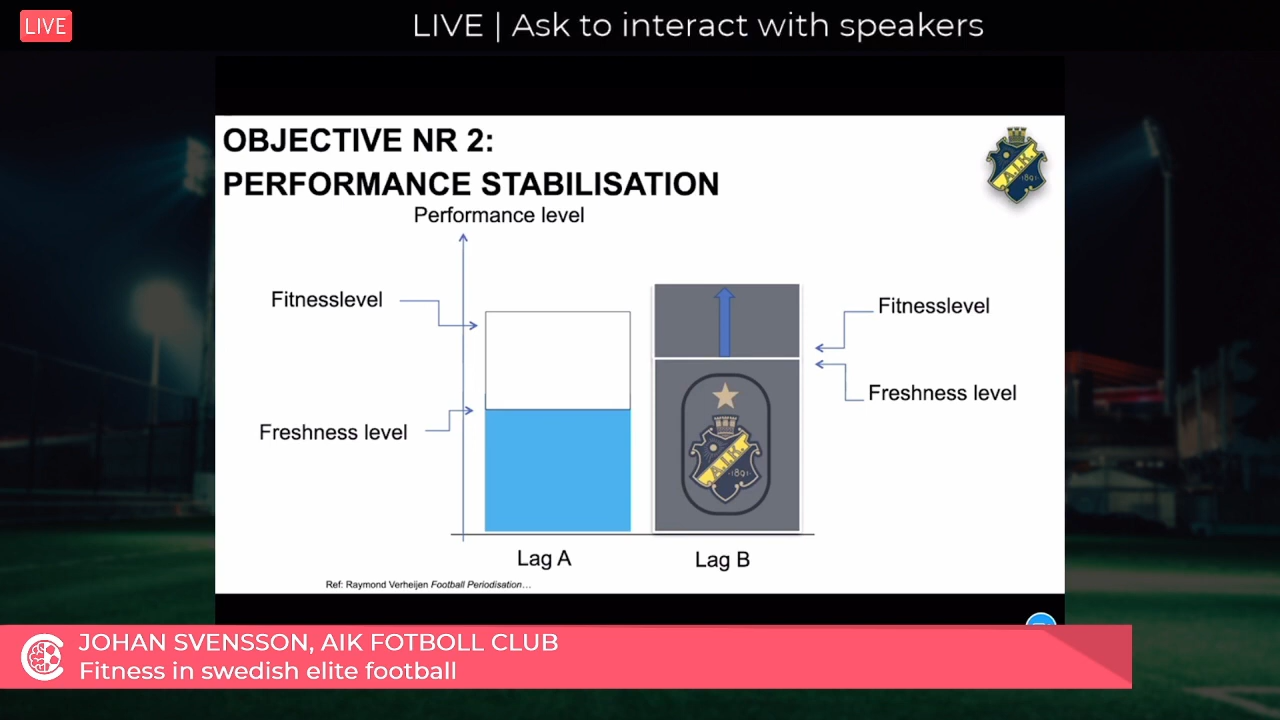 LIVE
LIVE | Ask to interact with speakers
OBJECTIVE NR 2:
PERFORMANCE STABILISATION
A.I.K.
1891
Performance level
Fitnesslevel
Freshness level
Fitnesslevel
Freshness level
A.I.K.
1891
Lag A
Lag B
Ref: Raymond Verheijen Football Periodisation...
JOHAN SVENSSON, AIK FOTBOLL CLUB
Fitness in swedish elite football